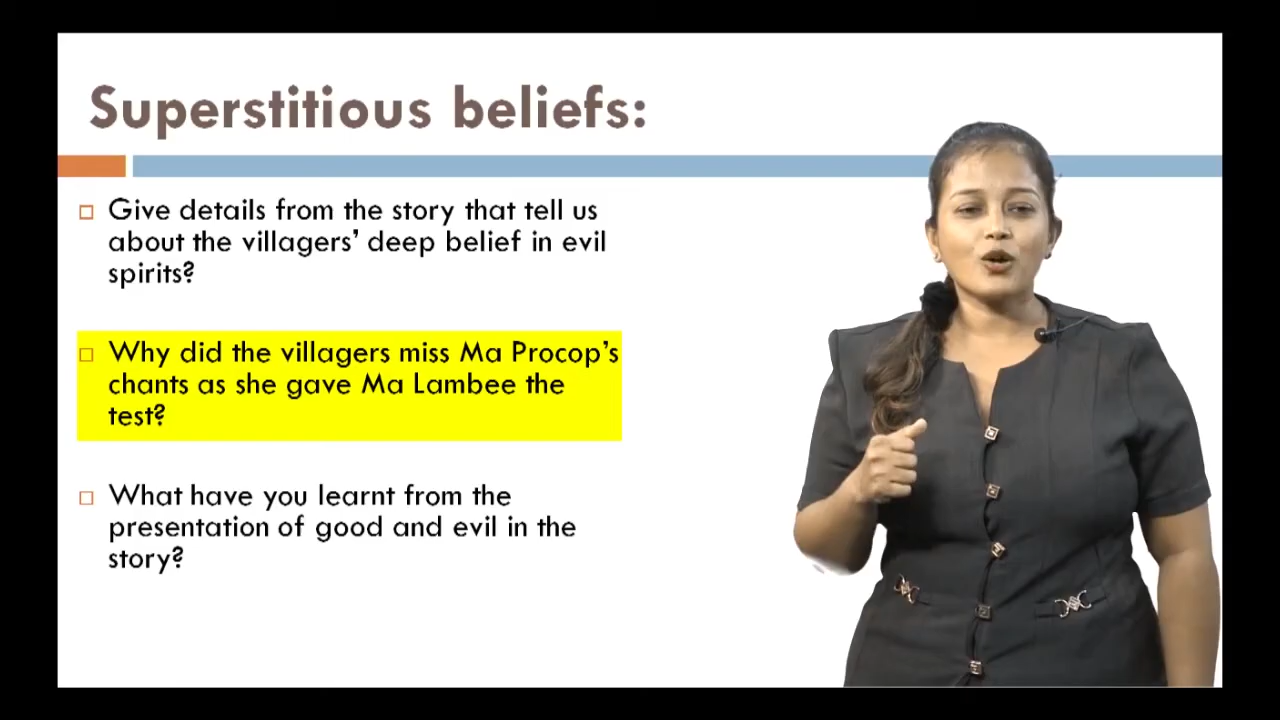 Superstitious beliefs:
Give details from the story that tell us
about the villagers' deep belief in evil
spirits?
Why did the villagers miss Ma Procop's
chants as she gave Ma Lambee the
test?
What have you learnt from the
presentation of good and evil in the
story?